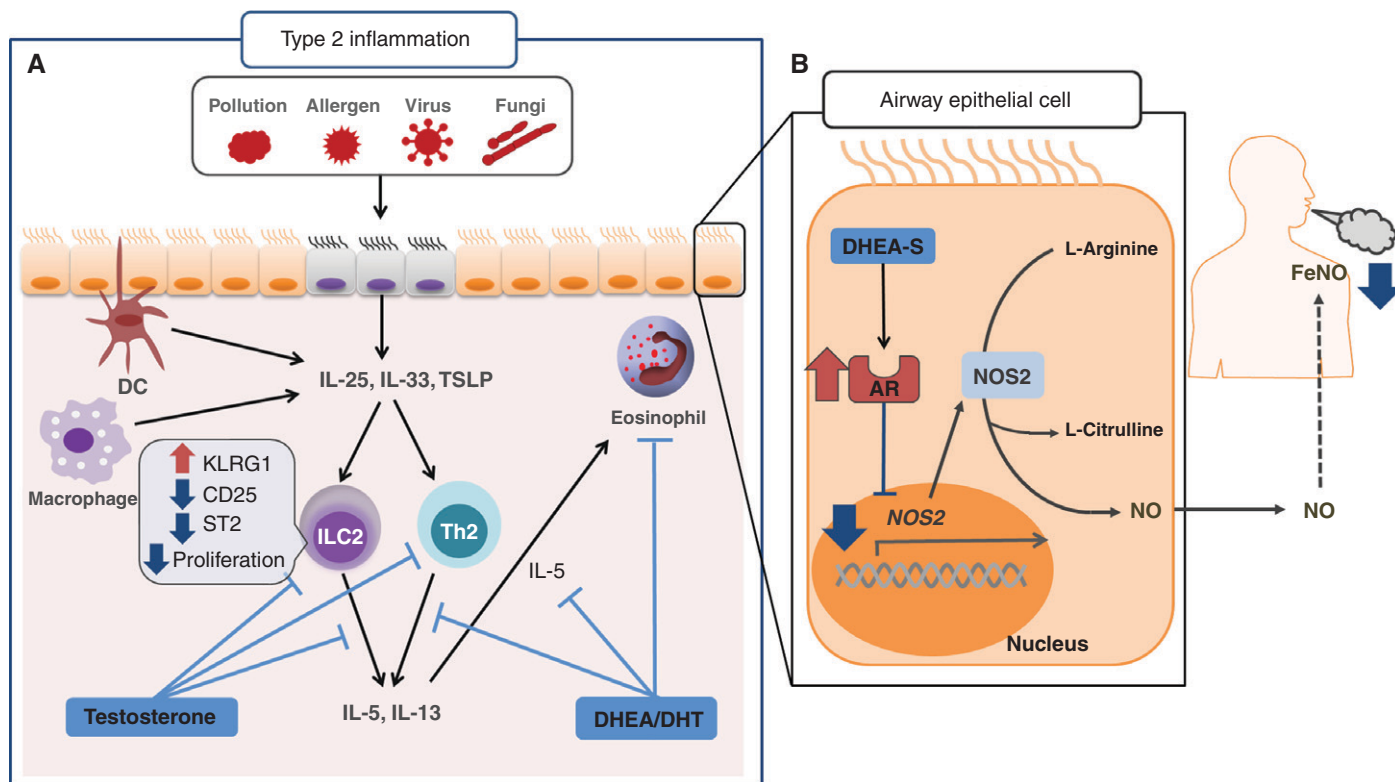 Type 2 inflammation
A
Pollution
Allergen
Virus
Fungi
DC
IL-25, IL-33, TSLP
Macrophage
Eosinophil
KLRG1
CD25
ST2
Proliferation
ILC2
Th2
IL-5
Testosterone
IL-5, IL-13
DHEA/DHT
B
Airway epithelial cell
DHEA-S
L-Arginine
AR
NOS2
L-Citrulline
NOS2
NO
Nucleus
FeNO
NO